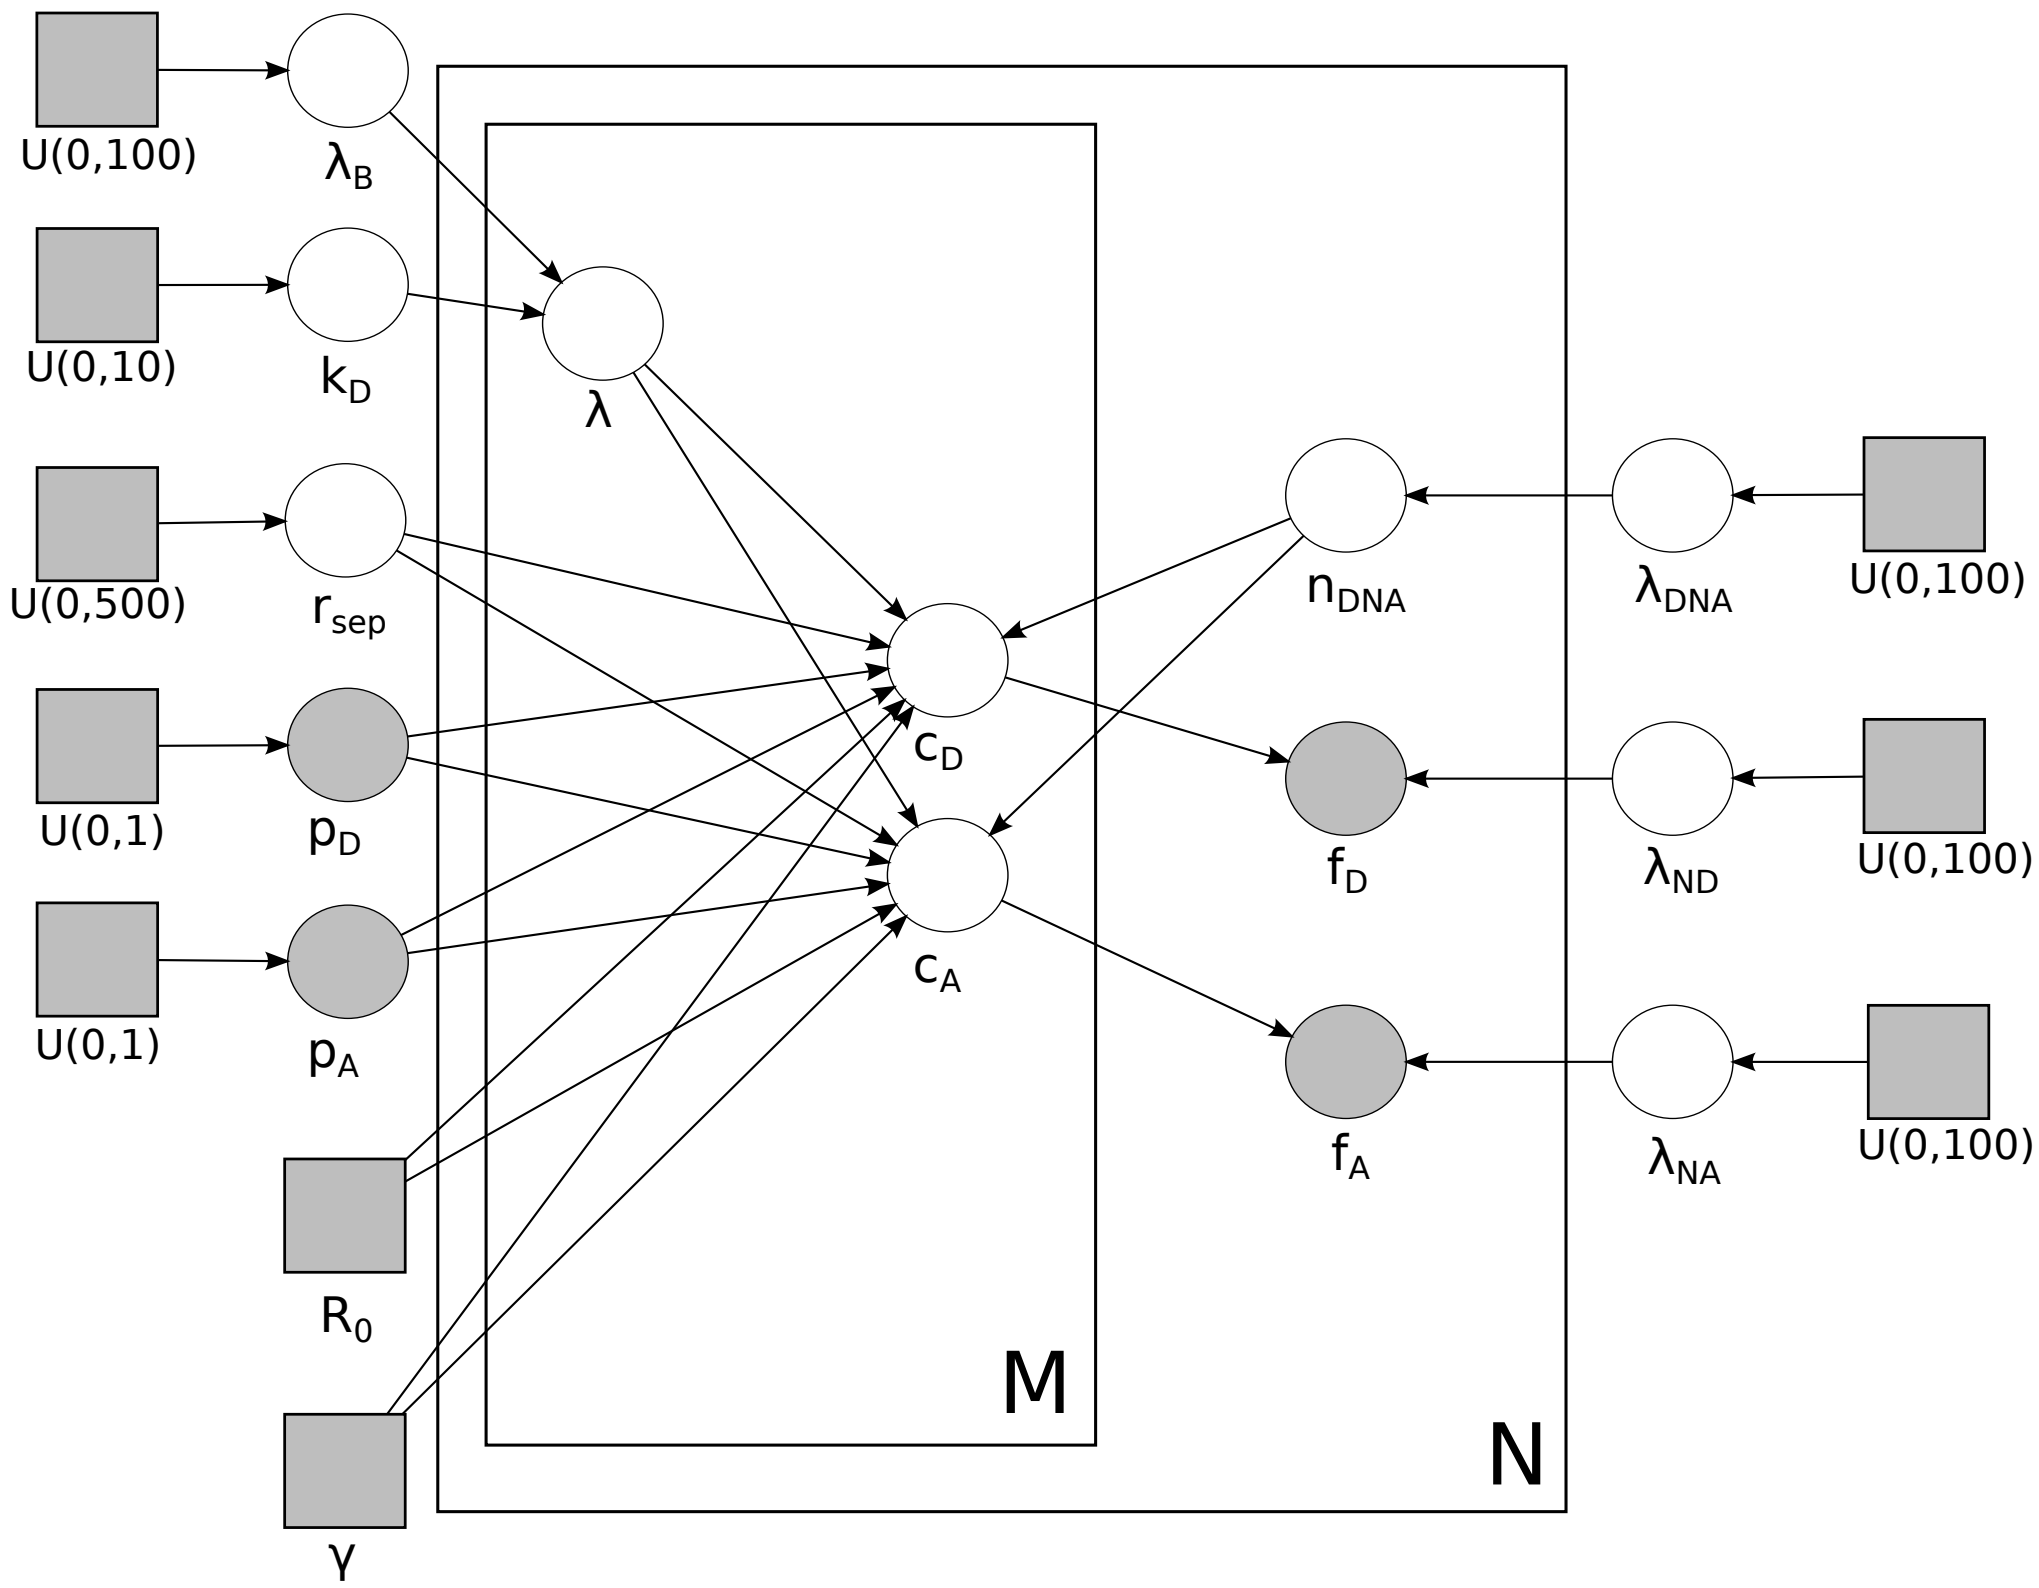 U(0,100)
λB
U(0,10)
kD
λ
U(0,500)
rsep
nDNA
λDNA
U(0,100)
U(0,1)
pD
cD
fD
λND
U(0,100)
U(0,1)
pA
cA
fA
λNA
U(0,100)
R0
M
N
γ